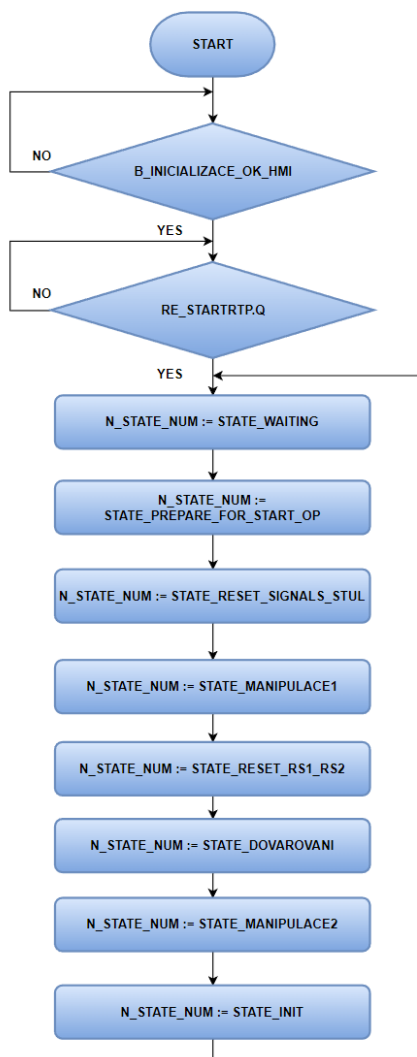 START
B_INICIALIZACE_OK_HMI
NO
YES
RE_STARTRTP.Q
NO
YES
N_STATE_NUM := STATE_WAITING
N_STATE_NUM :=
STATE_PREPARE_FOR_START_OP
N_STATE_NUM := STATE_RESET_SIGNALS_STUL
N_STATE_NUM := STATE_MANIPULACE1
N_STATE_NUM := STATE_RESET_RS1_RS2
N_STATE_NUM := STATE_DOVAROVANI
N_STATE_NUM := STATE_MANIPULACE2
N_STATE_NUM := STATE_INIT